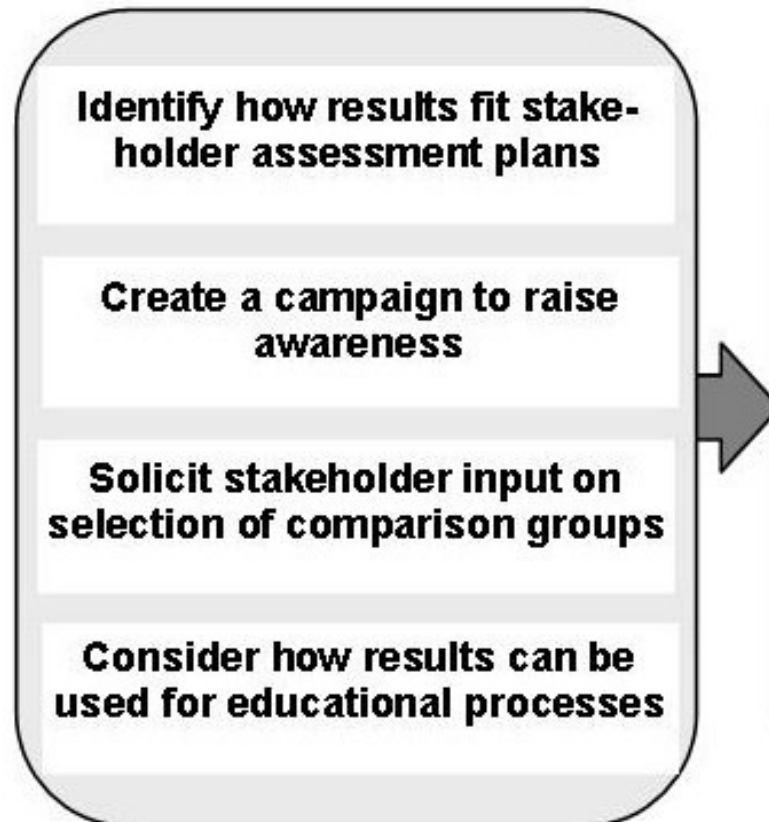 Identify how results fit stake-
holder assessment plans
Create a campaign to raise
awareness
Solicit stakeholder input on
selection of comparison groups
Consider how results can be
used for educational processes